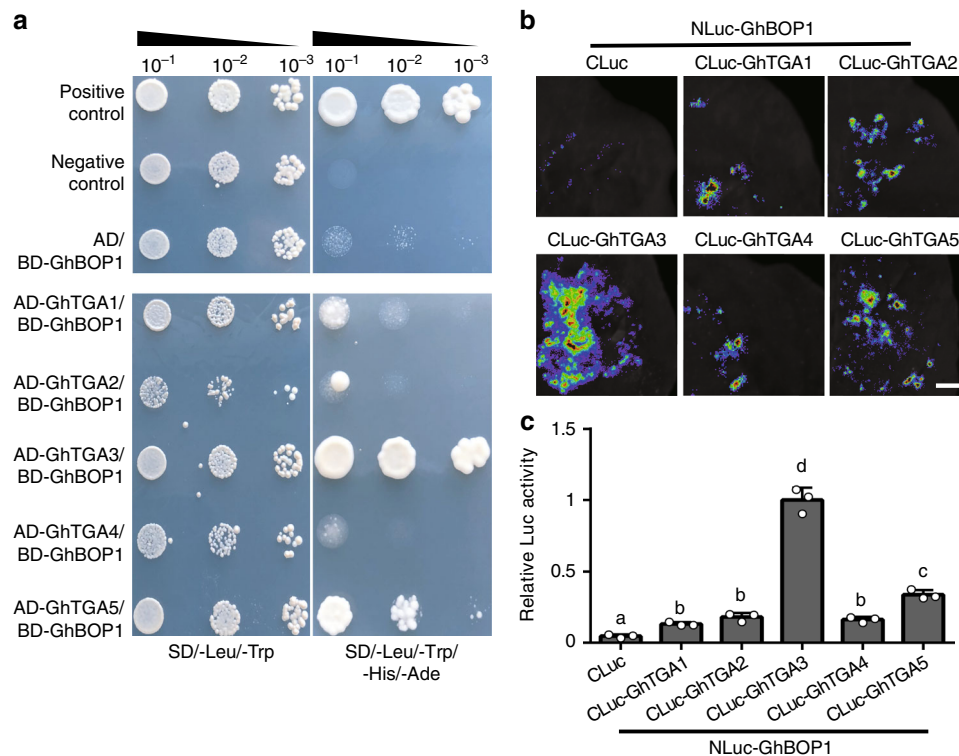 a
10⁻¹ 10⁻² 10⁻³ 10⁻¹ 10⁻² 10⁻³
Positive
control
Negative
control
AD/
BD-GhBOP1
AD-GhTGA1/
BD-GhBOP1
AD-GhTGA2/
BD-GhBOP1
AD-GhTGA3/
BD-GhBOP1
AD-GhTGA4/
BD-GhBOP1
AD-GhTGA5/
BD-GhBOP1
SD/-Leu/-Trp
SD/-Leu/-Trp/
-His/-Ade
b
NLuc-GhBOP1
CLuc CLuc-GhTGA1 CLuc-GhTGA2
CLuc-GhTGA3 CLuc-GhTGA4 CLuc-GhTGA5
c
Relative Luc activity
1.5
1
0.5
0
a b b d b c
CLuc
CLuc-GhTGA1
CLuc-GhTGA2
CLuc-GhTGA3
CLuc-GhTGA4
CLuc-GhTGA5
NLuc-GhBOP1